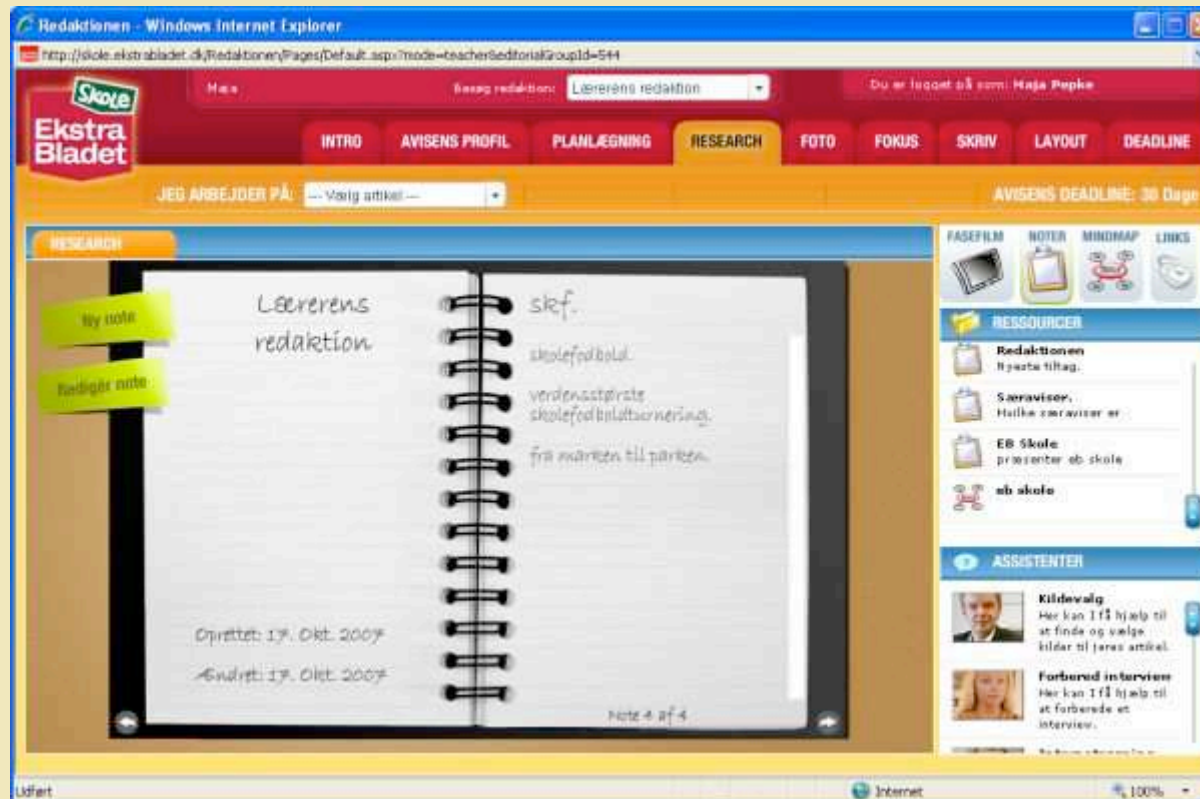 Redaktionen - Windows Internet Explorer
http://skole.ekstrabladet.dk/Redaktionen/Pages/Default.aspx?mode=teacher&editorialGroupId=544
Skole
Ekstra
Bladet
Maja
Besøg redaktion: Lærerens redaktion
Du er logget på som: Maja Pepke
INTRO AVISENS PROFIL PLANLÆGNING RESEARCH FOTO FOKUS SKRIV LAYOUT DEADLINE
JEG ARBEJDER PÅ: --- Vælg artikel ---
AVISENS DEADLINE: 30 Dage
RESEARCH
Ny note
Redigér note
Lærerens
redaktion
Oprettet: 17. Okt. 2007
Ændret: 17. Okt. 2007
skf.
skolefodbold.
verdensstørste
skolefodboldturnering.
fra marken til parken.
Note 4 af 4
FASEFILM NOTER MINDMAP LINKS
RESSOURCER
Redaktionen
Nyeste tiltag.
Særaviser.
Hvilke særaviser er
EB Skole
præsenter eb skole
eb skole
ASSISTENTER
Kildevalg
Her kan I få hjælp til
at finde og vælge
kilder til jeres artikel.
Forbered interview
Her kan I få hjælp til
at forberede et
interview.
Udført
Internet
100%